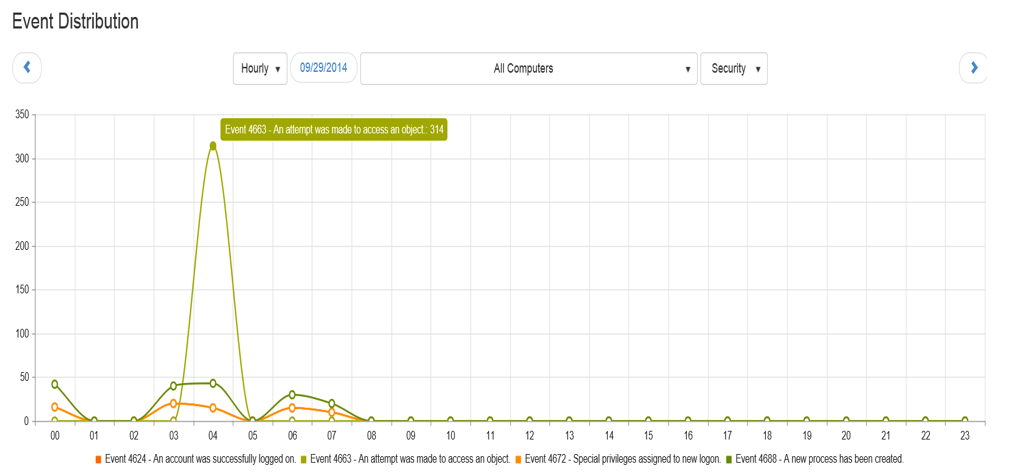 Event Distribution
‹ Hourly ▾ 09/29/2014 All Computers ▾ Security ▾ ›
350
Event 4663 - An attempt was made to access an object.: 314
300
250
200
150
100
50
0
00 01 02 03 04 05 06 07 08 09 10 11 12 13 14 15 16 17 18 19 20 21 22 23
Event 4624 - An account was successfully logged on. Event 4663 - An attempt was made to access an object. Event 4672 - Special privileges assigned to new logon. Event 4688 - A new process has been created.